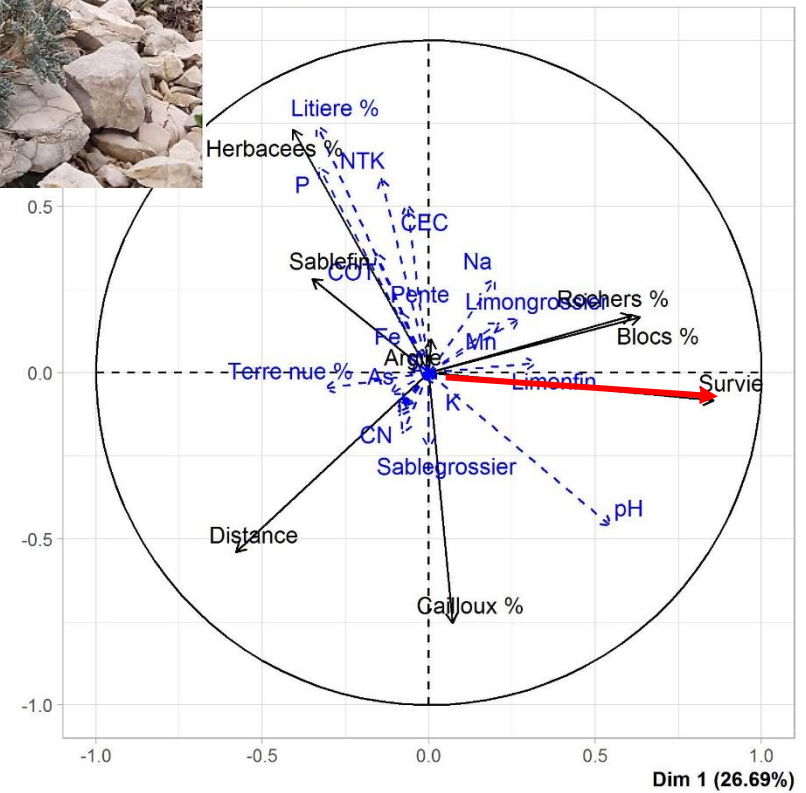 Litiere %
Herbacees %
NTK
P
0.5
CEC
Sablefin
COT
Na
Pente
Limongrossier
Rochers %
Fe
Mn
Blocs %
Argile
0.0
Terre-nue %
As
Limonfin
Survie
K
CN
Sablegrossier
pH
-0.5
Distance
Cailloux %
-1.0
-1.0
-0.5
0.0
0.5
1.0
Dim 1 (26.69%)